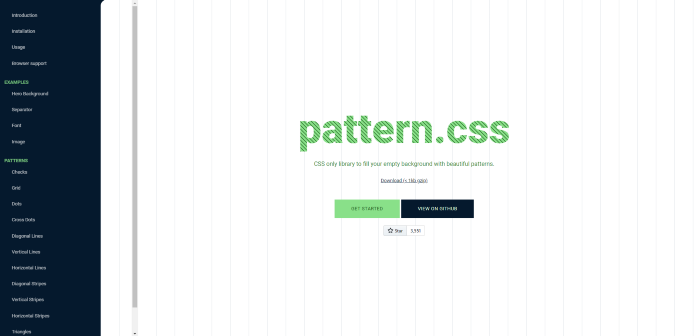 Introduction
Installation
Usage
Browser support
EXAMPLES
Hero Background
Separator
Font
Image
PATTERNS
Checks
Grid
Dots
Cross Dots
Diagonal Lines
Vertical Lines
Horizontal Lines
Diagonal Stripes
Vertical Stripes
Horizontal Stripes
Triangles
pattern.css
CSS only library to fill your empty background with beautiful patterns.
Download (< 1kb gzip)
GET STARTED
VIEW ON GITHUB
Star 3,551